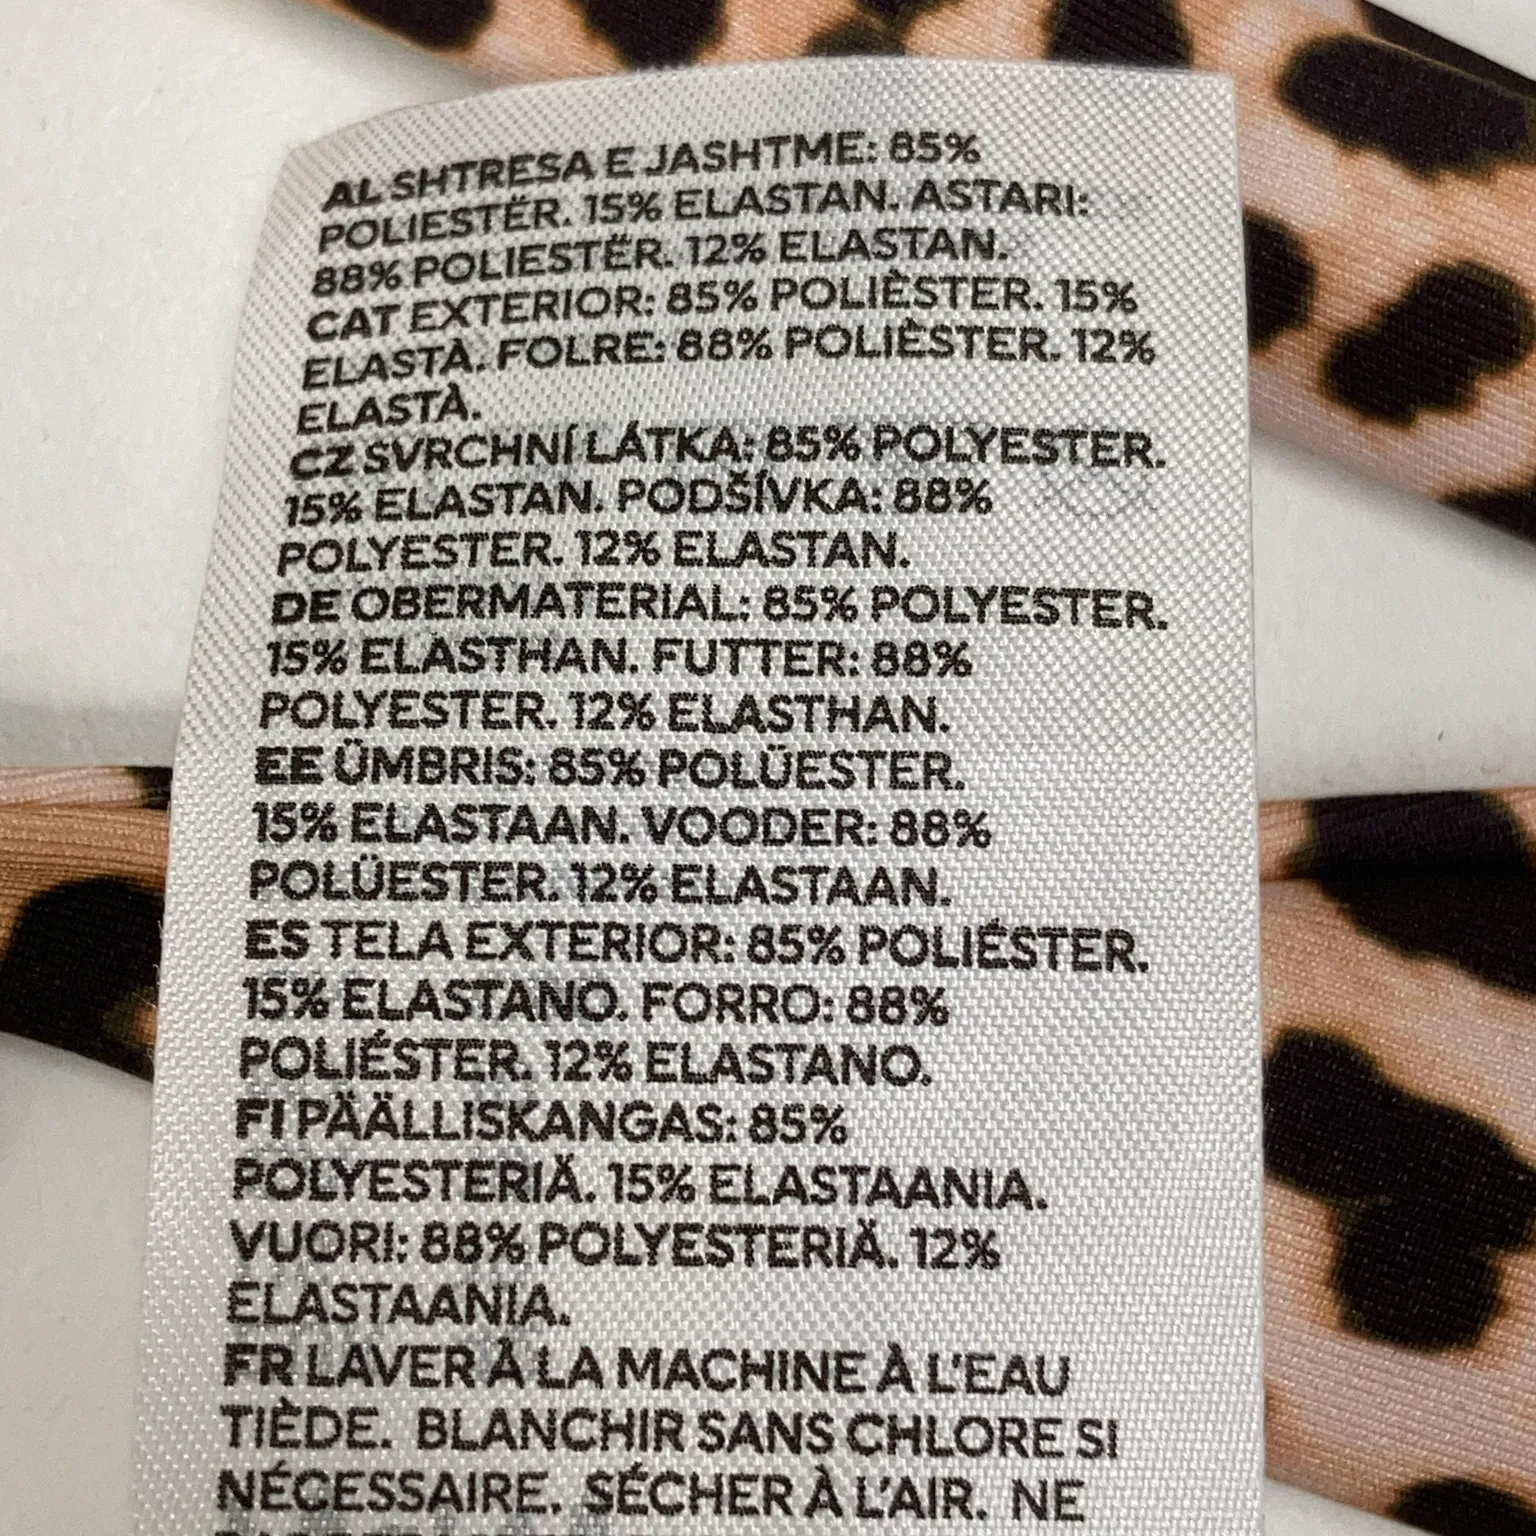 AL SHTRESA E JASHTME: 85%
POLIESTËR. 15% ELASTAN. ASTARI:
88% POLIESTËR. 12% ELASTAN.
CAT EXTERIOR: 85% POLIÈSTER. 15%
ELASTÀ. FOLRE: 88% POLIÈSTER. 12%
ELASTÀ.
CZ SVRCHNÍ LÁTKA: 85% POLYESTER.
15% ELASTAN. PODŠÍVKA: 88%
POLYESTER. 12% ELASTAN.
DE OBERMATERIAL: 85% POLYESTER.
15% ELASTHAN. FUTTER: 88%
POLYESTER. 12% ELASTHAN.
EE ÜMBRIS: 85% POLÜESTER.
15% ELASTAAN. VOODER: 88%
POLÜESTER. 12% ELASTAAN.
ES TELA EXTERIOR: 85% POLIÉSTER.
15% ELASTANO. FORRO: 88%
POLIÉSTER. 12% ELASTANO.
FI PÄÄLLISKANGAS: 85%
POLYESTERIÄ. 15% ELASTAANIA.
VUORI: 88% POLYESTERIÄ. 12%
ELASTAANIA.
FR LAVER À LA MACHINE À L'EAU
TIÈDE. BLANCHIR SANS CHLORE SI
NÉCESSAIRE. SÉCHER À L'AIR. NE